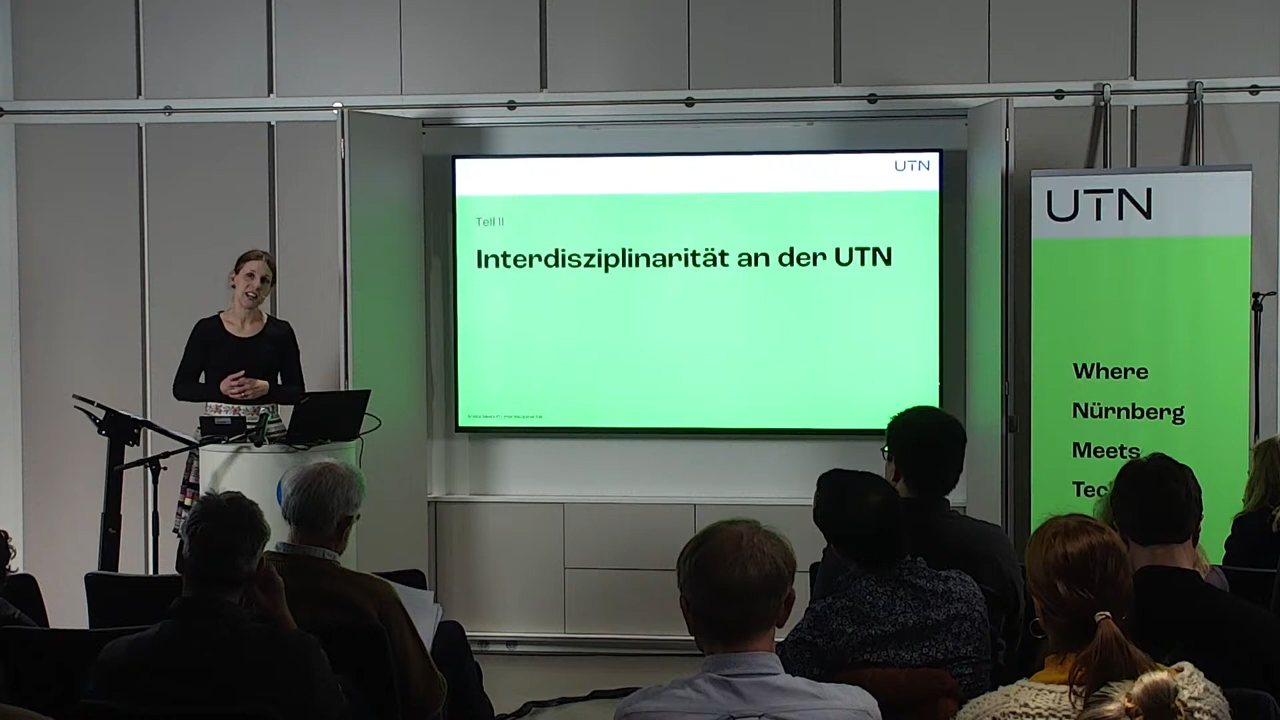 UTN
Teil II
Interdisziplinarität an der UTN
UTN
Where
Nürnberg
Meets